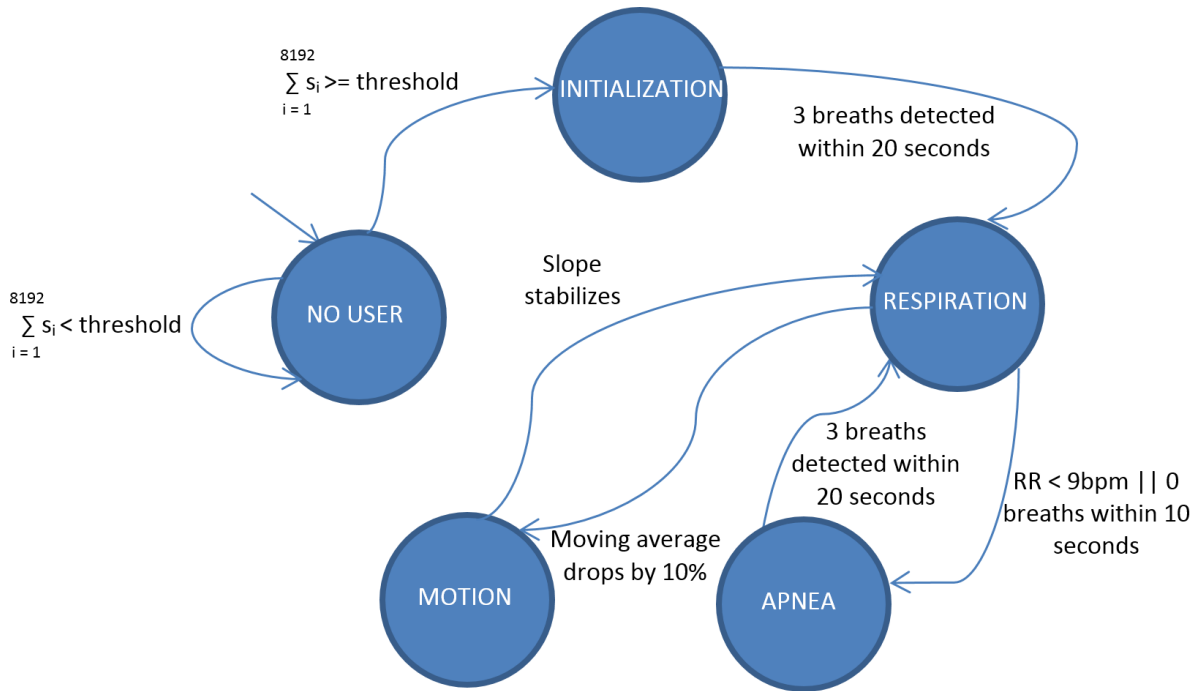 8192
∑ sᵢ >= threshold
i = 1
INITIALIZATION
3 breaths detected
within 20 seconds
8192
∑ sᵢ < threshold
i = 1
NO USER
Slope
stabilizes
RESPIRATION
3 breaths
detected within
20 seconds
RR < 9bpm || 0
breaths within 10
seconds
Moving average
drops by 10%
MOTION
APNEA